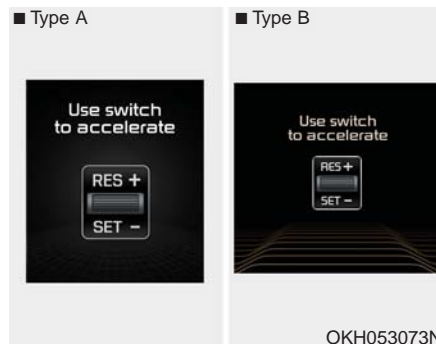 ■ Type A
Use switch
to accelerate
RES +
SET −
■ Type B
Use switch
to accelerate
RES +
SET −
OKH053073N